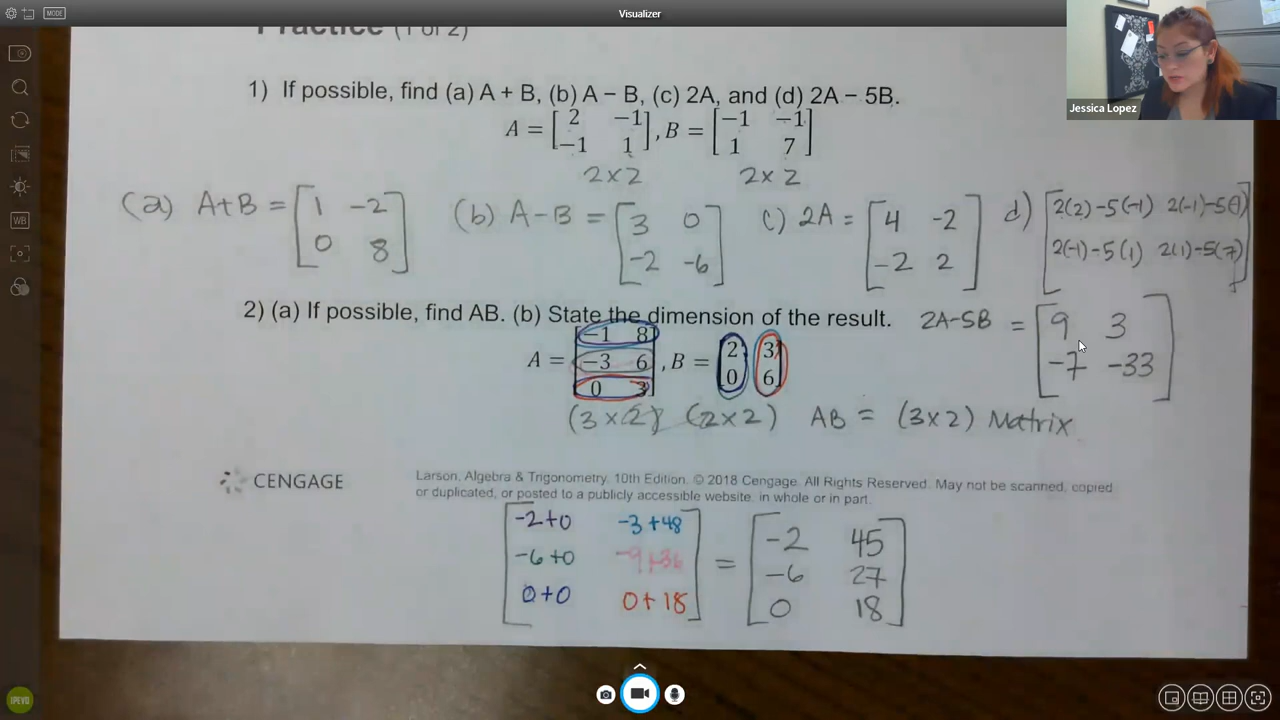 MODE
Visualizer
Practice (1 of 2)
Jessica Lopez
1) If possible, find (a) A + B, (b) A − B, (c) 2A, and (d) 2A − 5B.
A = [2 −1], B = [−1 −1]
[−1 1] [1 7]
2×2 2×2
(a) A+B = [1 -2] (b) A-B = [3 0] c) 2A = [4 -2] d) [2(2)-5(-1) 2(-1)-5(-1)]
[0 8] [-2 -6] [-2 2] [2(-1)-5(1) 2(1)-5(7)]
2) (a) If possible, find AB. (b) State the dimension of the result.
2A-5B = [9 3]
[-7 -33]
A = [−1 8], B = [2 3]
[−3 6] [0 6]
[0 3]
(3×2) (2×2) AB = (3×2) Matrix
CENGAGE
Larson, Algebra & Trigonometry, 10th Edition. © 2018 Cengage. All Rights Reserved. May not be scanned, copied
or duplicated, or posted to a publicly accessible website, in whole or in part.
[-2+0 -3+48] = [-2 45]
[-6+0 -9+36] [-6 27]
[0+0 0+18] [0 18]
WB
IPEVO